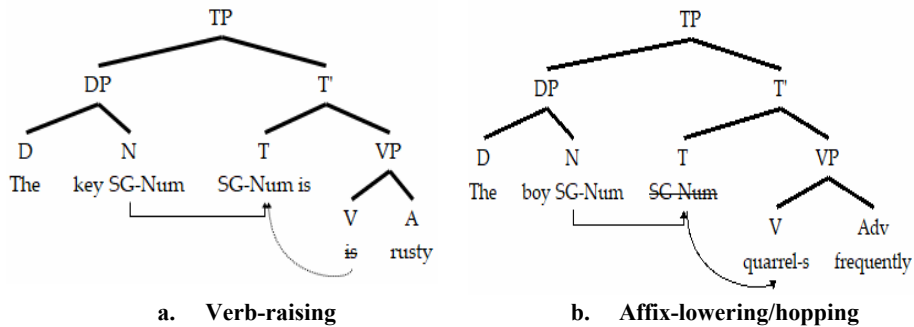 TP
DP T'
D N T VP
The key SG-Num SG-Num is
V A
is rusty
a. Verb-raising
TP
DP T'
D N T VP
The boy SG-Num SG-Num
V Adv
quarrel-s frequently
b. Affix-lowering/hopping